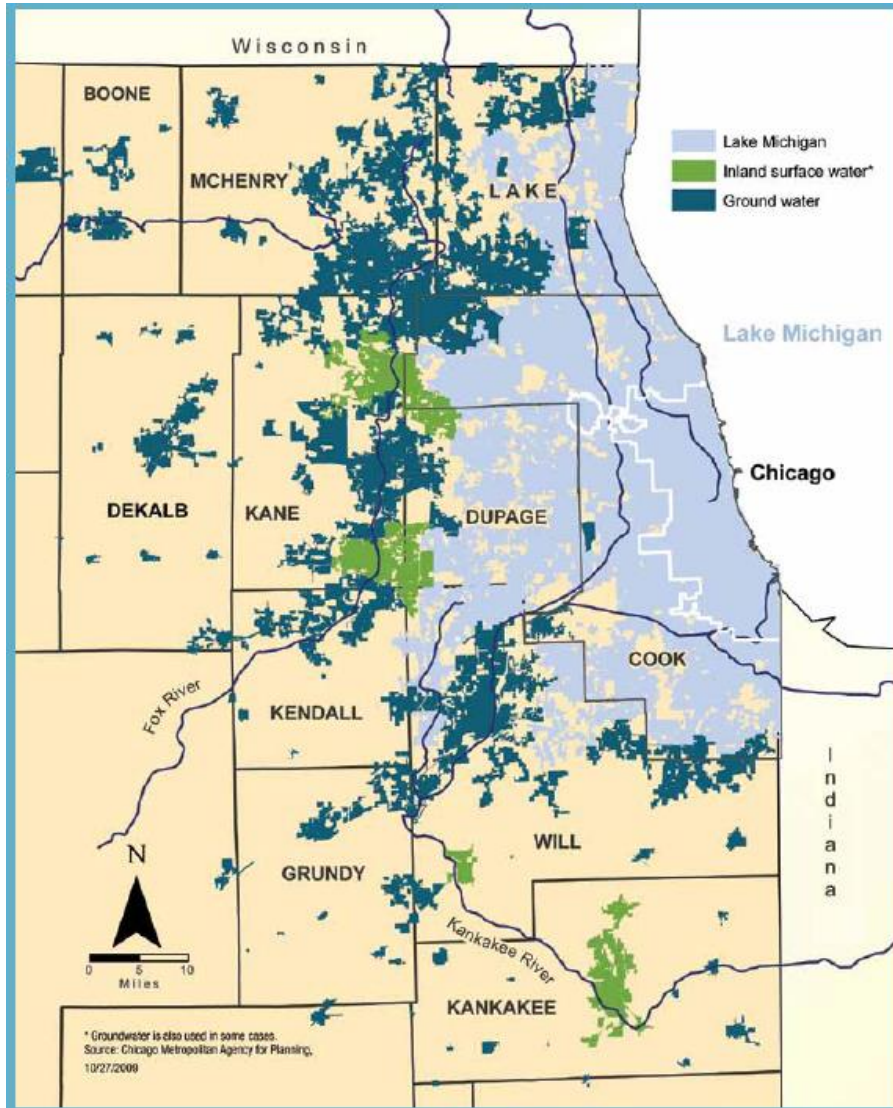 Wisconsin
BOONE
MCHENRY
LAKE
Lake Michigan
Inland surface water*
Ground water
Lake Michigan
Chicago
DEKALB
KANE
DUPAGE
COOK
Fox River
KENDALL
Indiana
N
0 5 10
Miles
GRUNDY
WILL
Kankakee River
KANKAKEE
* Groundwater is also used in some cases.
Source: Chicago Metropolitan Agency for Planning,
10/27/2009